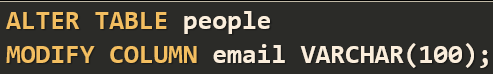 ALTER TABLE people
MODIFY COLUMN email VARCHAR(100);